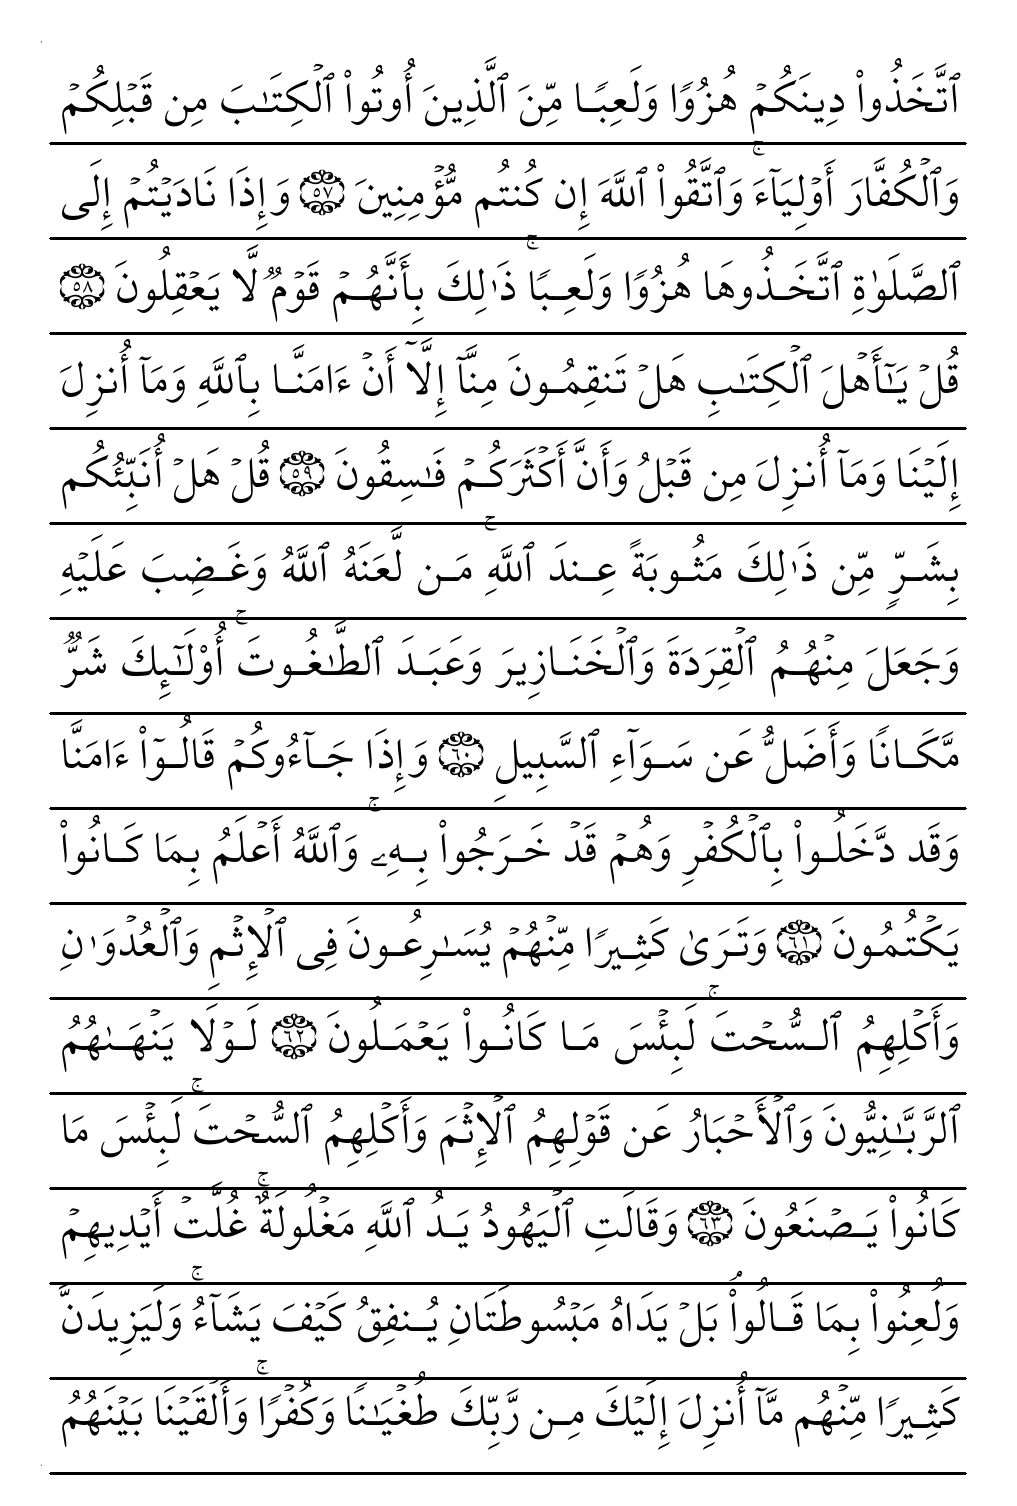 ٱتَّخَذُواْ دِينَكُمۡ هُزُوٗا وَلَعِبٗا مِّنَ ٱلَّذِينَ أُوتُواْ ٱلۡكِتَٰبَ مِن قَبۡلِكُمۡ
وَٱلۡكُفَّارَ أَوۡلِيَآءَۚ وَٱتَّقُواْ ٱللَّهَ إِن كُنتُم مُّؤۡمِنِينَ ٥٧ وَإِذَا نَادَيۡتُمۡ إِلَى
ٱلصَّلَوٰةِ ٱتَّخَذُوهَا هُزُوٗا وَلَعِبٗاۚ ذَٰلِكَ بِأَنَّهُمۡ قَوۡمٞ لَّا يَعۡقِلُونَ ٥٨
قُلۡ يَٰٓأَهۡلَ ٱلۡكِتَٰبِ هَلۡ تَنقِمُونَ مِنَّآ إِلَّآ أَنۡ ءَامَنَّا بِٱللَّهِ وَمَآ أُنزِلَ
إِلَيۡنَا وَمَآ أُنزِلَ مِن قَبۡلُ وَأَنَّ أَكۡثَرَكُمۡ فَٰسِقُونَ ٥٩ قُلۡ هَلۡ أُنَبِّئُكُم
بِشَرّٖ مِّن ذَٰلِكَ مَثُوبَةً عِندَ ٱللَّهِۚ مَن لَّعَنَهُ ٱللَّهُ وَغَضِبَ عَلَيۡهِ
وَجَعَلَ مِنۡهُمُ ٱلۡقِرَدَةَ وَٱلۡخَنَازِيرَ وَعَبَدَ ٱلطَّٰغُوتَۚ أُوْلَٰٓئِكَ شَرّٞ
مَّكَانٗا وَأَضَلُّ عَن سَوَآءِ ٱلسَّبِيلِ ٦٠ وَإِذَا جَآءُوكُمۡ قَالُوٓاْ ءَامَنَّا
وَقَد دَّخَلُواْ بِٱلۡكُفۡرِ وَهُمۡ قَدۡ خَرَجُواْ بِهِۦۚ وَٱللَّهُ أَعۡلَمُ بِمَا كَانُواْ
يَكۡتُمُونَ ٦١ وَتَرَىٰ كَثِيرٗا مِّنۡهُمۡ يُسَٰرِعُونَ فِي ٱلۡإِثۡمِ وَٱلۡعُدۡوَٰنِ
وَأَكۡلِهِمُ ٱلسُّحۡتَۚ لَبِئۡسَ مَا كَانُواْ يَعۡمَلُونَ ٦٢ لَوۡلَا يَنۡهَىٰهُمُ
ٱلرَّبَّٰنِيُّونَ وَٱلۡأَحۡبَارُ عَن قَوۡلِهِمُ ٱلۡإِثۡمَ وَأَكۡلِهِمُ ٱلسُّحۡتَۚ لَبِئۡسَ مَا
كَانُواْ يَصۡنَعُونَ ٦٣ وَقَالَتِ ٱلۡيَهُودُ يَدُ ٱللَّهِ مَغۡلُولَةٌۚ غُلَّتۡ أَيۡدِيهِمۡ
وَلُعِنُواْ بِمَا قَالُواْۘ بَلۡ يَدَاهُ مَبۡسُوطَتَانِ يُنفِقُ كَيۡفَ يَشَآءُۚ وَلَيَزِيدَنَّ
كَثِيرٗا مِّنۡهُم مَّآ أُنزِلَ إِلَيۡكَ مِن رَّبِّكَ طُغۡيَٰنٗا وَكُفۡرٗاۚ وَأَلۡقَيۡنَا بَيۡنَهُمُ